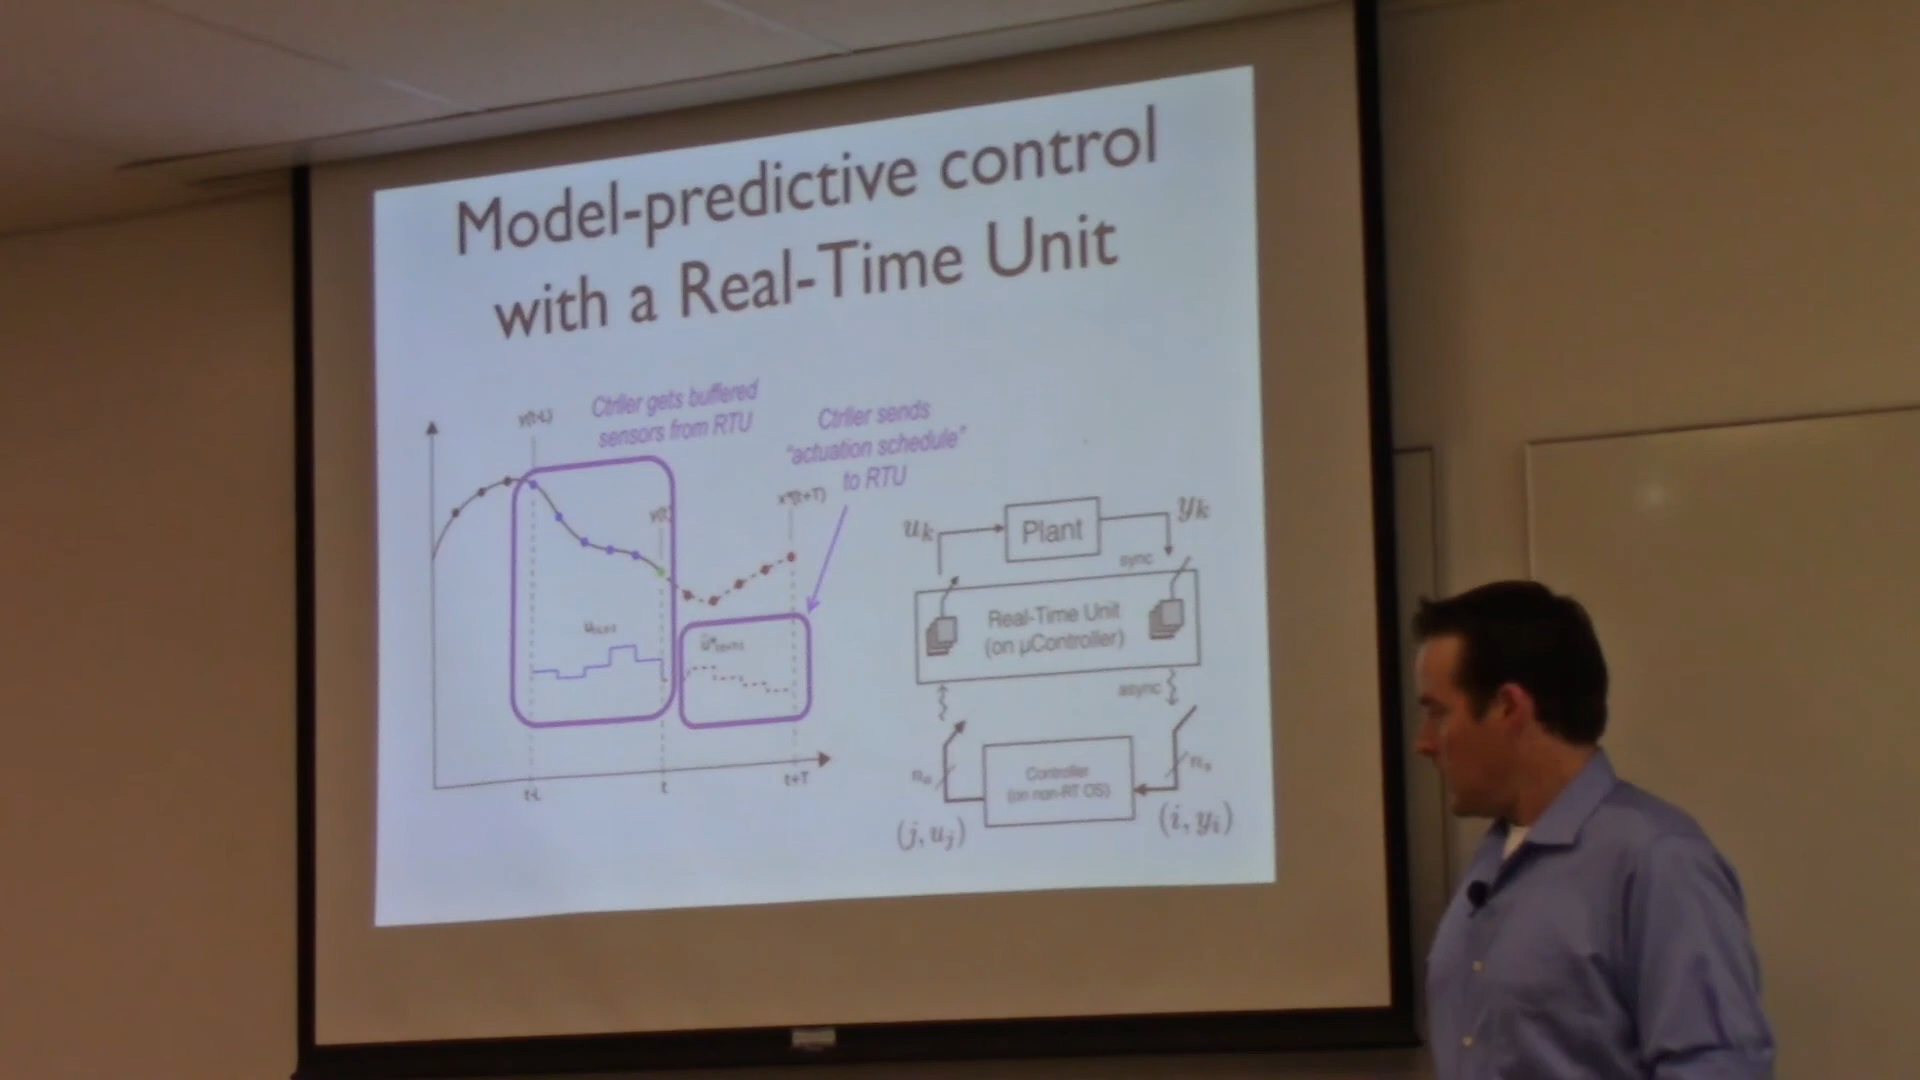 Model-predictive control
with a Real-Time Unit
Ctrller gets buffered
sensors from RTU
Ctrller sends
"actuation schedule"
to RTU
y(t-L)
y(t)
x*(t+T)
t-L
t
t+T
u_k
Plant
y_k
sync
Real-Time Unit
(on µController)
async
Controller
(on non-RT OS)
(j, u_j)
(i, y_i)